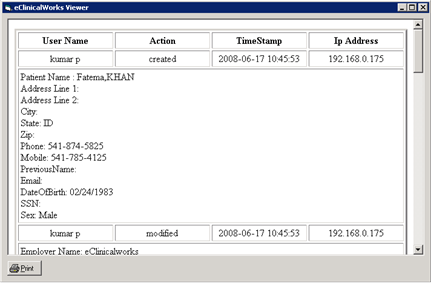 eClinicalWorks Viewer
User Name Action TimeStamp Ip Address
kumar p created 2008-06-17 10:45:53 192.168.0.175
Patient Name : Fatema,KHAN
Address Line 1:
Address Line 2:
City:
State: ID
Zip:
Phone: 541-874-5825
Mobile: 541-785-4125
PreviousName:
Email:
DateOfBirth: 02/24/1983
SSN:
Sex: Male
kumar p modified 2008-06-17 10:45:53 192.168.0.175
Employer Name: eClinicalworks
Print